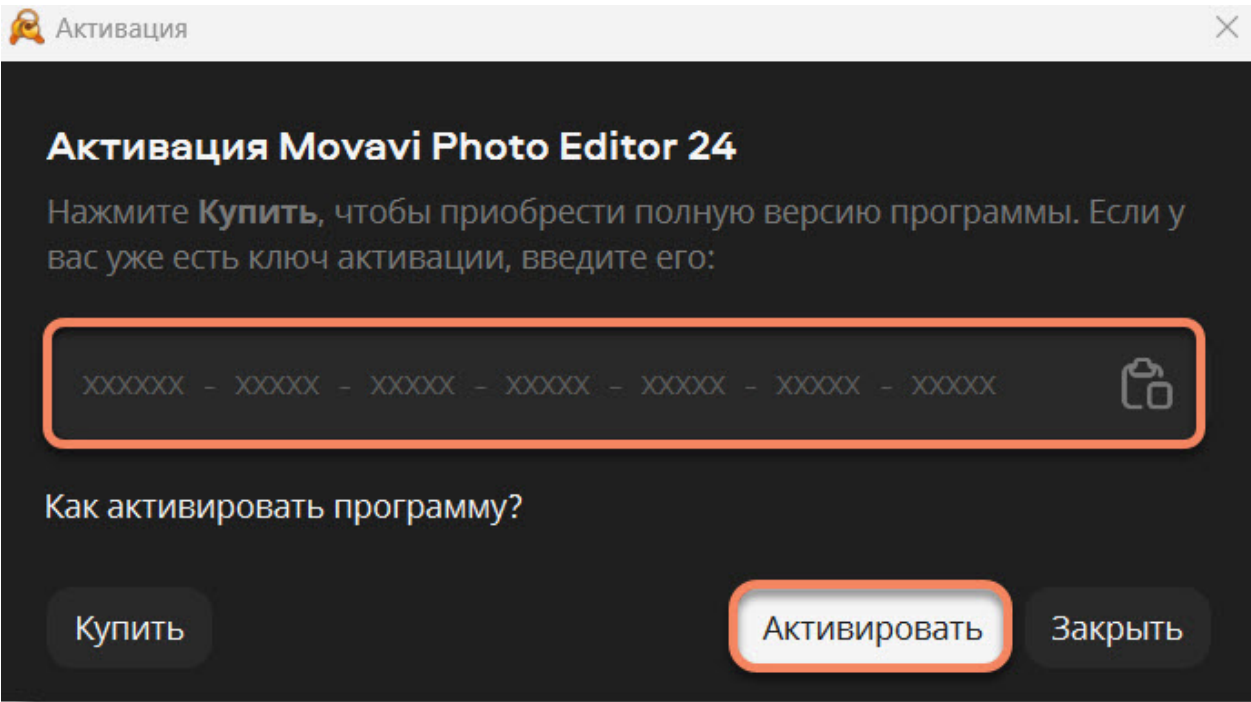 Активация
Активация Movavi Photo Editor 24
Нажмите Купить, чтобы приобрести полную версию программы. Если у
вас уже есть ключ активации, введите его:
XXXXXX - XXXXX - XXXXX - XXXXX - XXXXX - XXXXX - XXXXX
Как активировать программу?
Купить Активировать Закрыть